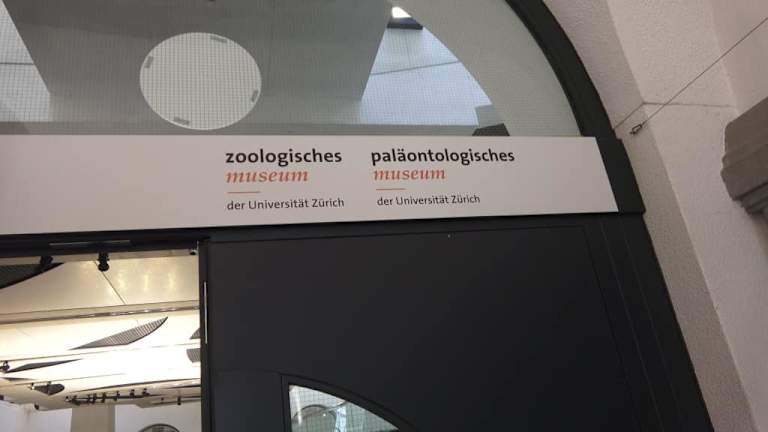 zoologisches
museum
der Universität Zürich
paläontologisches
museum
der Universität Zürich